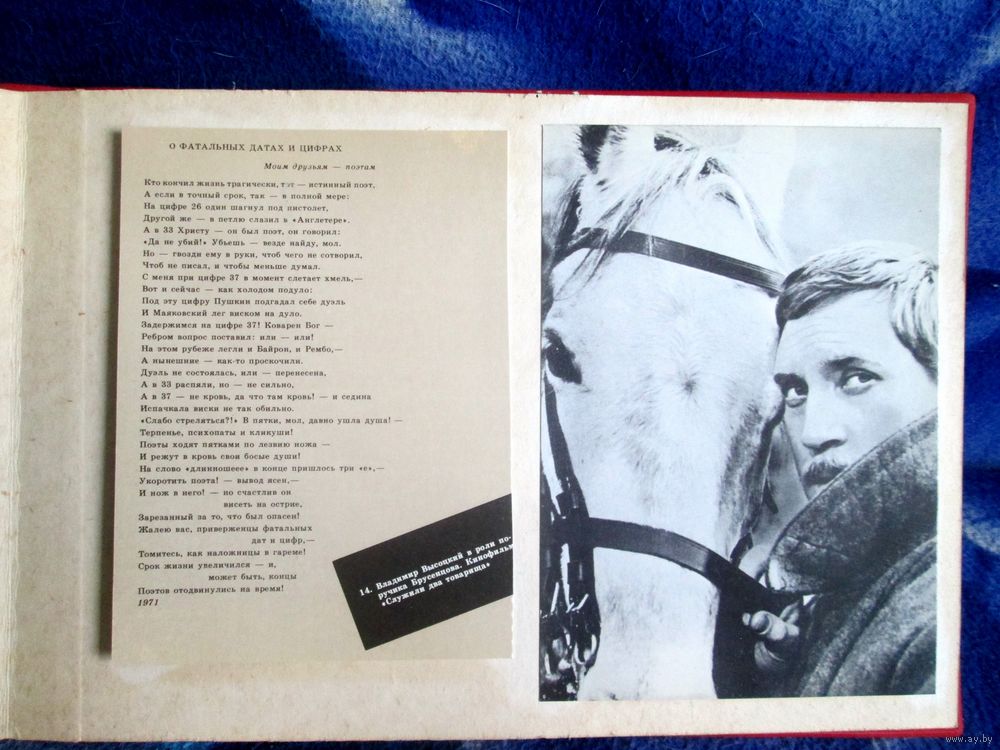 О ФАТАЛЬНЫХ ДАТАХ И ЦИФРАХ
Моим друзьям — поэтам
Кто кончил жизнь трагически, тот — истинный поэт,
А если в точный срок, так — в полной мере:
На цифре 26 один шагнул под пистолет,
Другой же — в петлю слазил в «Англетере».
А в 33 Христу — он был поэт, он говорил:
«Да не убий!» Убьешь — везде найду, мол.
Но — гвозди ему в руки, чтоб чего не сотворил,
Чтоб не писал, и чтобы меньше думал.
С меня при цифре 37 в момент слетает хмель,—
Вот и сейчас — как холодом подуло:
Под эту цифру Пушкин подгадал себе дуэль
И Маяковский лег виском на дуло.
Задержимся на цифре 37! Коварен Бог —
Ребром вопрос поставил: или — или!
На этом рубеже легли и Байрон, и Рембо,—
А нынешние — как-то проскочили.
Дуэль не состоялась, или — перенесена,
А в 33 распяли, но — не сильно,
А в 37 — не кровь, да что там кровь! — и седина
Испачкала виски не так обильно.
«Слабо стреляться?!» В пятки, мол, давно ушла душа! —
Терпенье, психопаты и кликуши!
Поэты ходят пятками по лезвию ножа —
И режут в кровь свои босые души!
На слово «длинношеее» в конце пришлось три «е»,—
Укоротить поэта! — вывод ясен,—
И нож в него! — но счастлив он
висеть на острие,
Зарезанный за то, что был опасен!
Жалею вас, приверженцы фатальных
дат и цифр,—
Томитесь, как наложницы в гареме!
Срок жизни увеличился — и,
может быть, концы
Поэтов отодвинулись на время!
1971
14. Владимир Высоцкий в роли по-
ручика Брусенцова. Кинофильм
«Служили два товарища»
www.ay.by